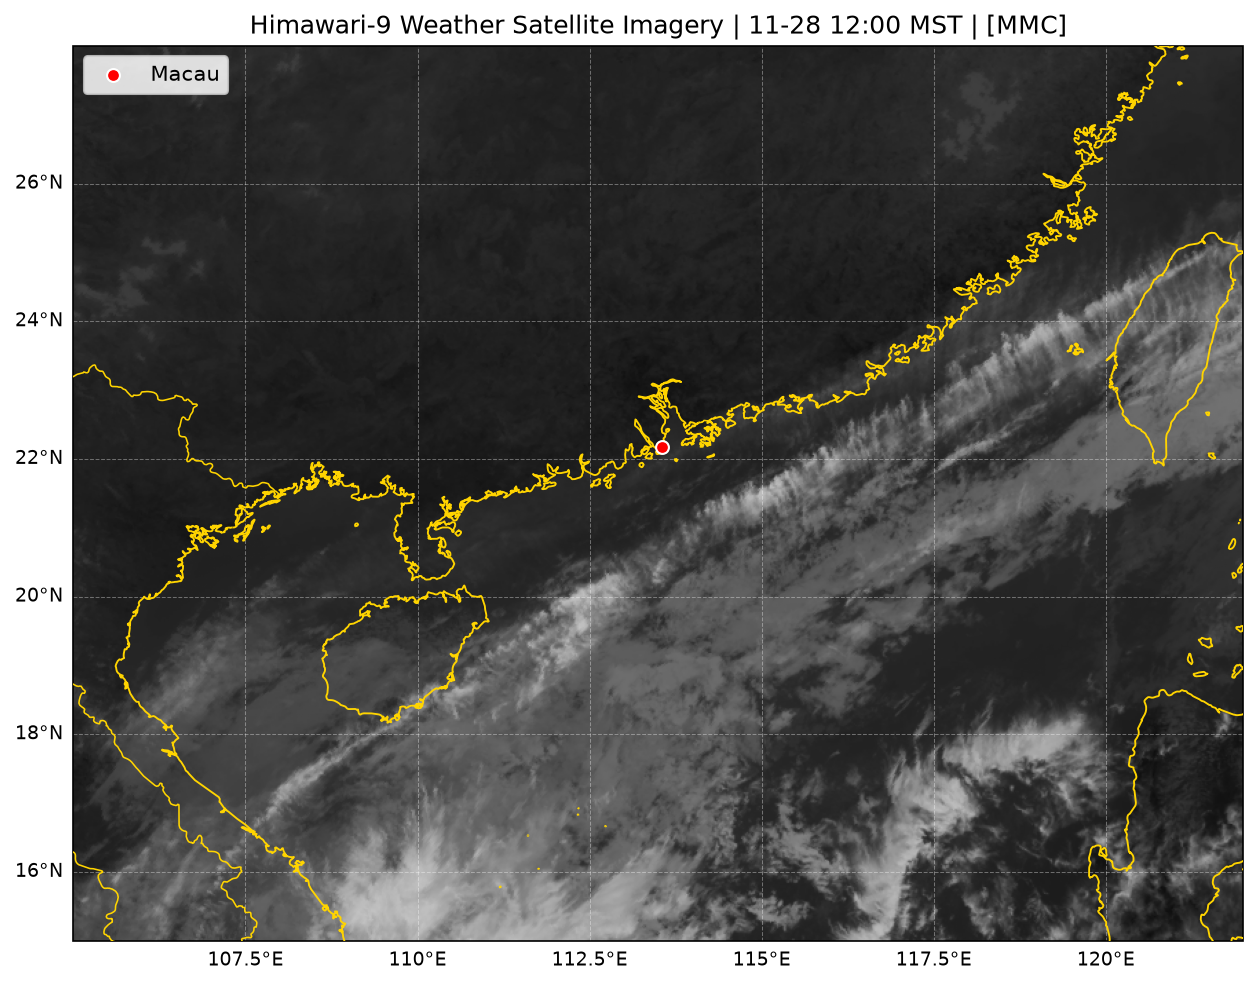 Himawari-9 Weather Satellite Imagery | 11-28 12:00 MST | [MMC]
Macau
26°N
24°N
22°N
20°N
18°N
16°N
107.5°E
110°E
112.5°E
115°E
117.5°E
120°E